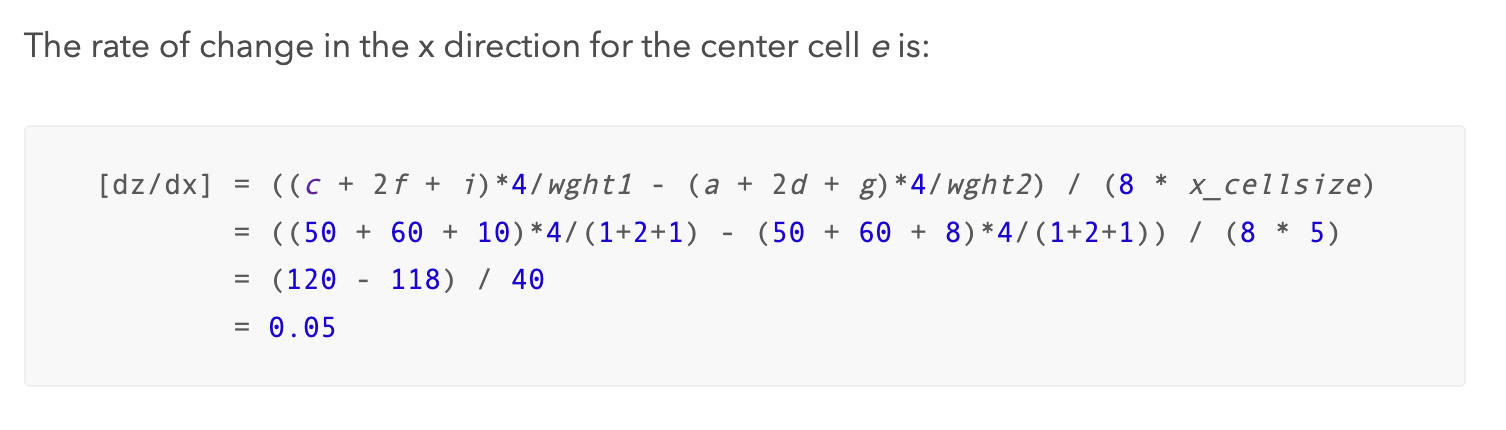 The rate of change in the x direction for the center cell e is:
[dz/dx] = ((c + 2f + i)*4/wght1 - (a + 2d + g)*4/wght2) / (8 * x_cellsize)
= ((50 + 60 + 10)*4/(1+2+1) - (50 + 60 + 8)*4/(1+2+1)) / (8 * 5)
= (120 - 118) / 40
= 0.05